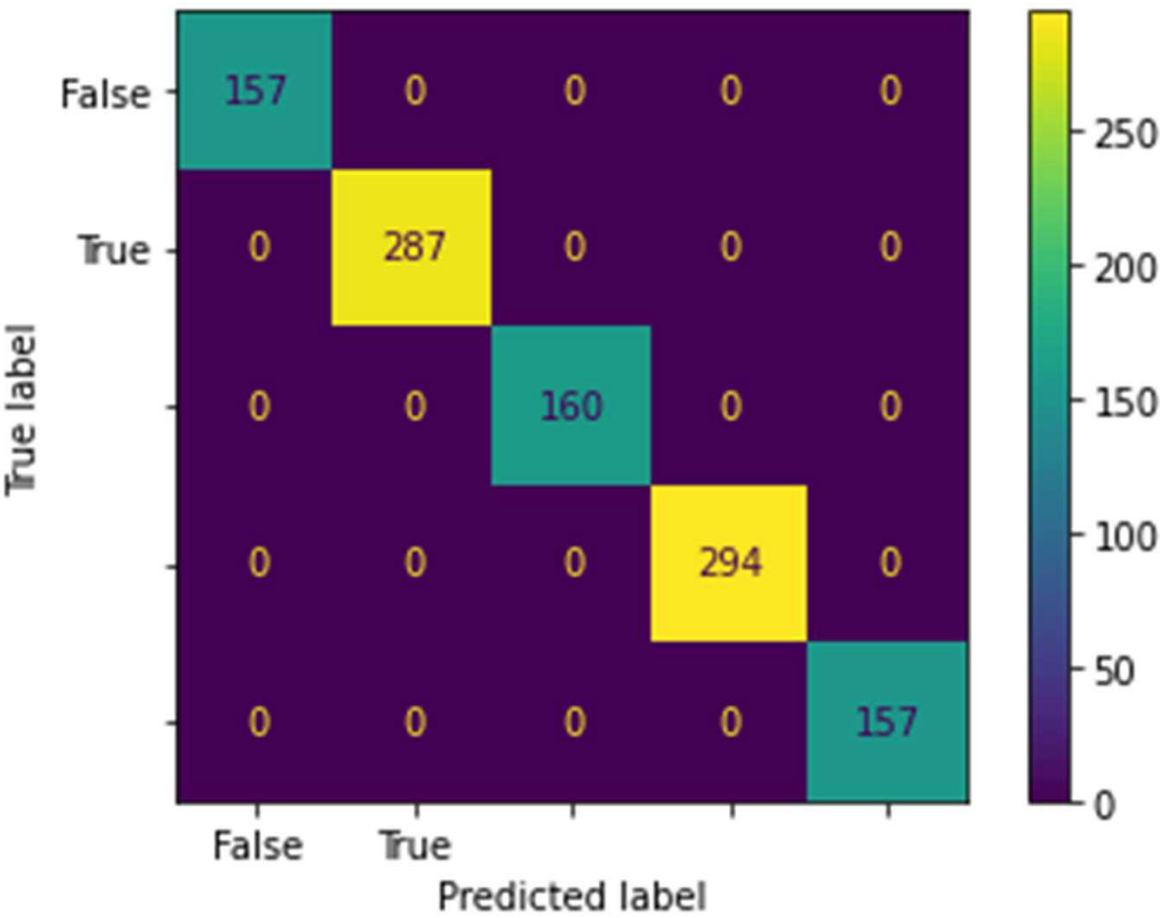 False 157 0 0 0 0
True 0 287 0 0 0
0 0 160 0 0
0 0 0 294 0
0 0 0 0 157
False True
Predicted label
True label
250
200
150
100
50
0